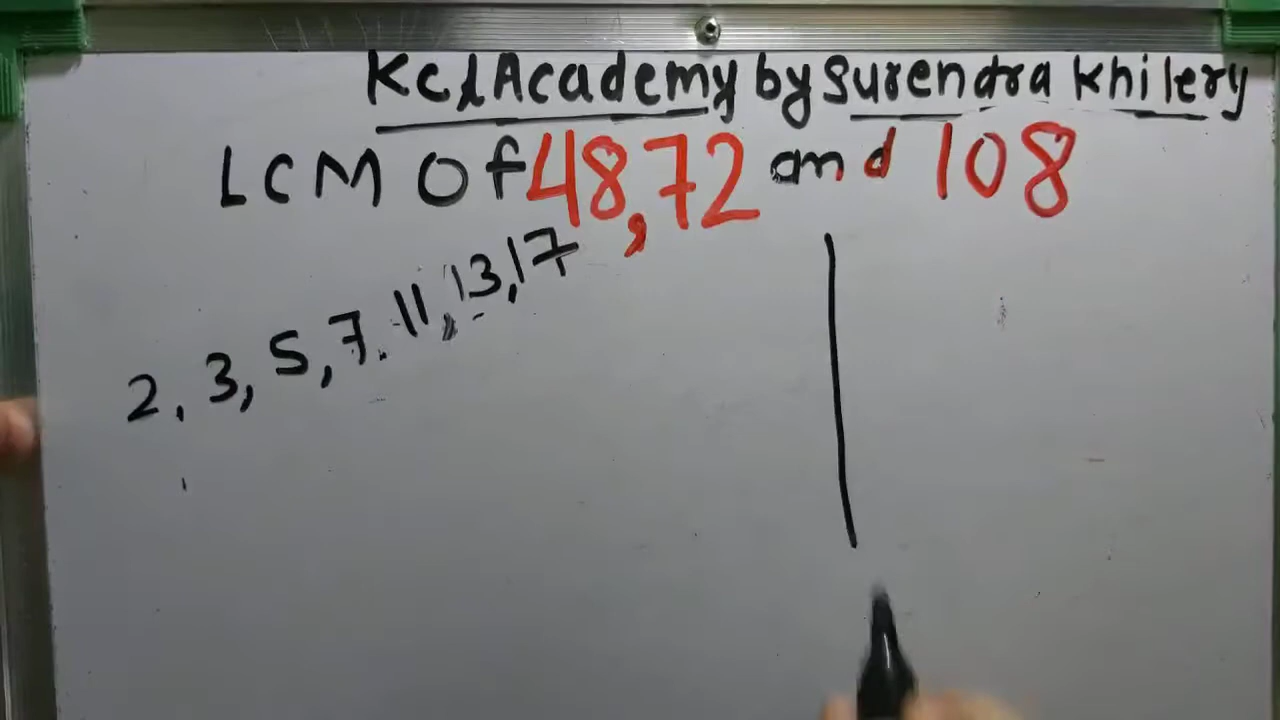 Kcl Academy by Surendra Khilery
LCM Of 48,72 and 108
2, 3, 5, 7. 11, 13, 17